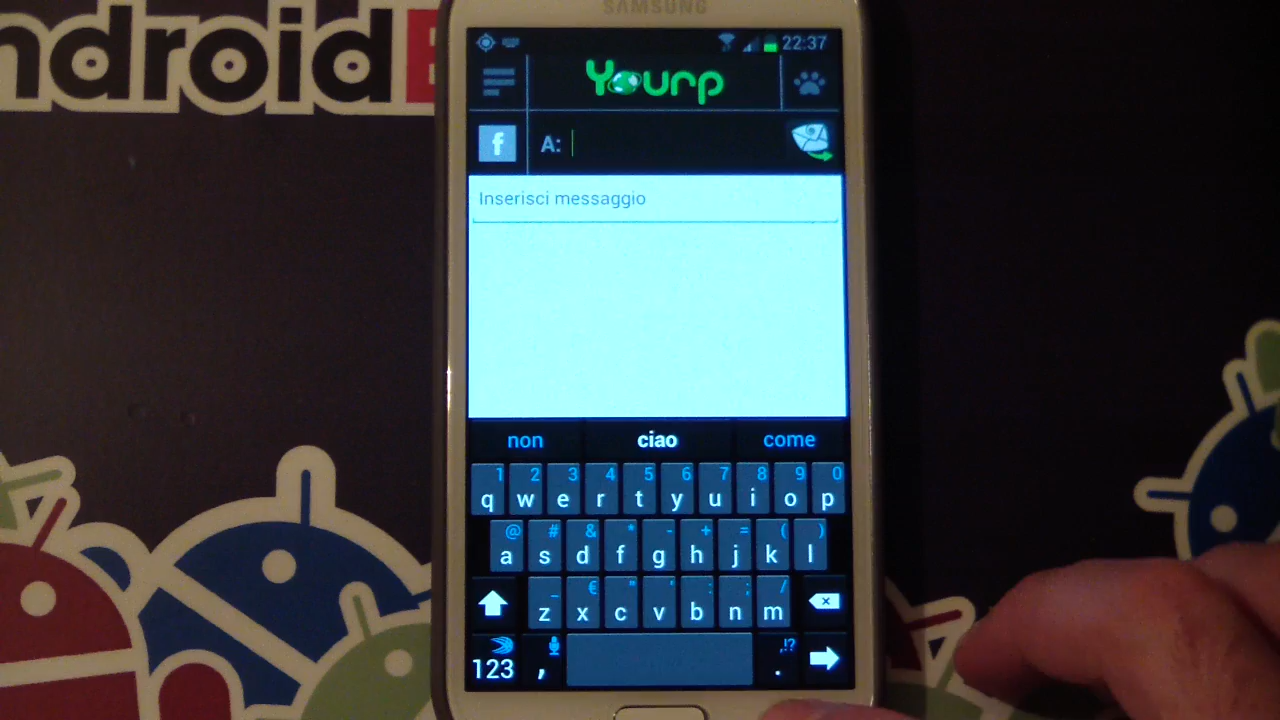 SAMSUNG
ndroid
22:37
Yourp
f
A:
Inserisci messaggio
non ciao come
1 2 3 4 5 6 7 8 9 0
q w e r t y u i o p
@ # & * - + = ( )
a s d f g h j k l
_ € " ' : ; /
z x c v b n m
,!?
123 , .